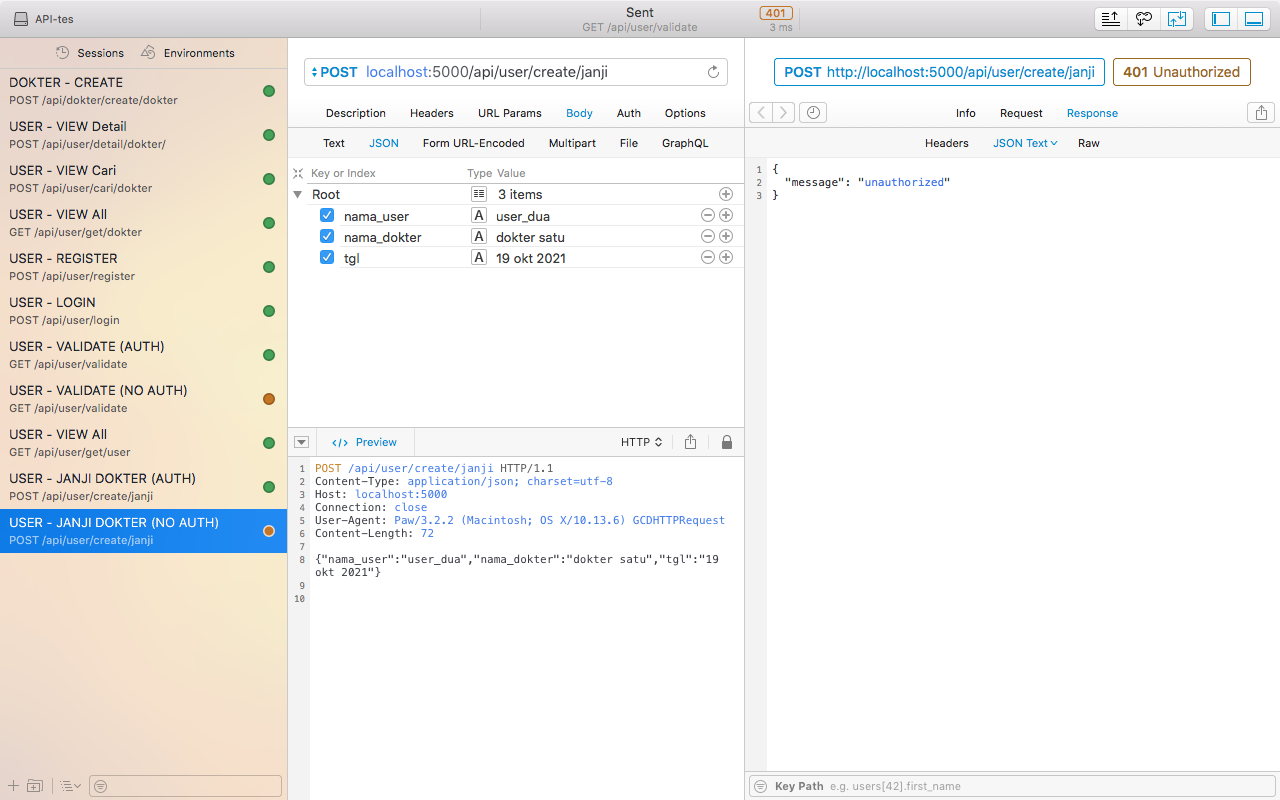 API-tes
Sent
GET /api/user/validate
401
3 ms
Sessions
Environments
DOKTER - CREATE
POST /api/dokter/create/dokter
USER - VIEW Detail
POST /api/user/detail/dokter/
USER - VIEW Cari
POST /api/user/cari/dokter
USER - VIEW All
GET /api/user/get/dokter
USER - REGISTER
POST /api/user/register
USER - LOGIN
POST /api/user/login
USER - VALIDATE (AUTH)
GET /api/user/validate
USER - VALIDATE (NO AUTH)
GET /api/user/validate
USER - VIEW All
GET /api/user/get/user
USER - JANJI DOKTER (AUTH)
POST /api/user/create/janji
USER - JANJI DOKTER (NO AUTH)
POST /api/user/create/janji
POST localhost:5000/api/user/create/janji
Description Headers URL Params Body Auth Options
Text JSON Form URL-Encoded Multipart File GraphQL
Key or Index Type Value
Root 3 items
nama_user A user_dua
nama_dokter A dokter satu
tgl A 19 okt 2021
</> Preview HTTP
1 POST /api/user/create/janji HTTP/1.1
2 Content-Type: application/json; charset=utf-8
3 Host: localhost:5000
4 Connection: close
5 User-Agent: Paw/3.2.2 (Macintosh; OS X/10.13.6) GCDHTTPRequest
6 Content-Length: 72
7
8 {"nama_user":"user_dua","nama_dokter":"dokter satu","tgl":"19
okt 2021"}
9
10
POST http://localhost:5000/api/user/create/janji
401 Unauthorized
Info Request Response
Headers JSON Text Raw
1 {
2 "message": "unauthorized"
3 }
Key Path e.g. users[42].first_name